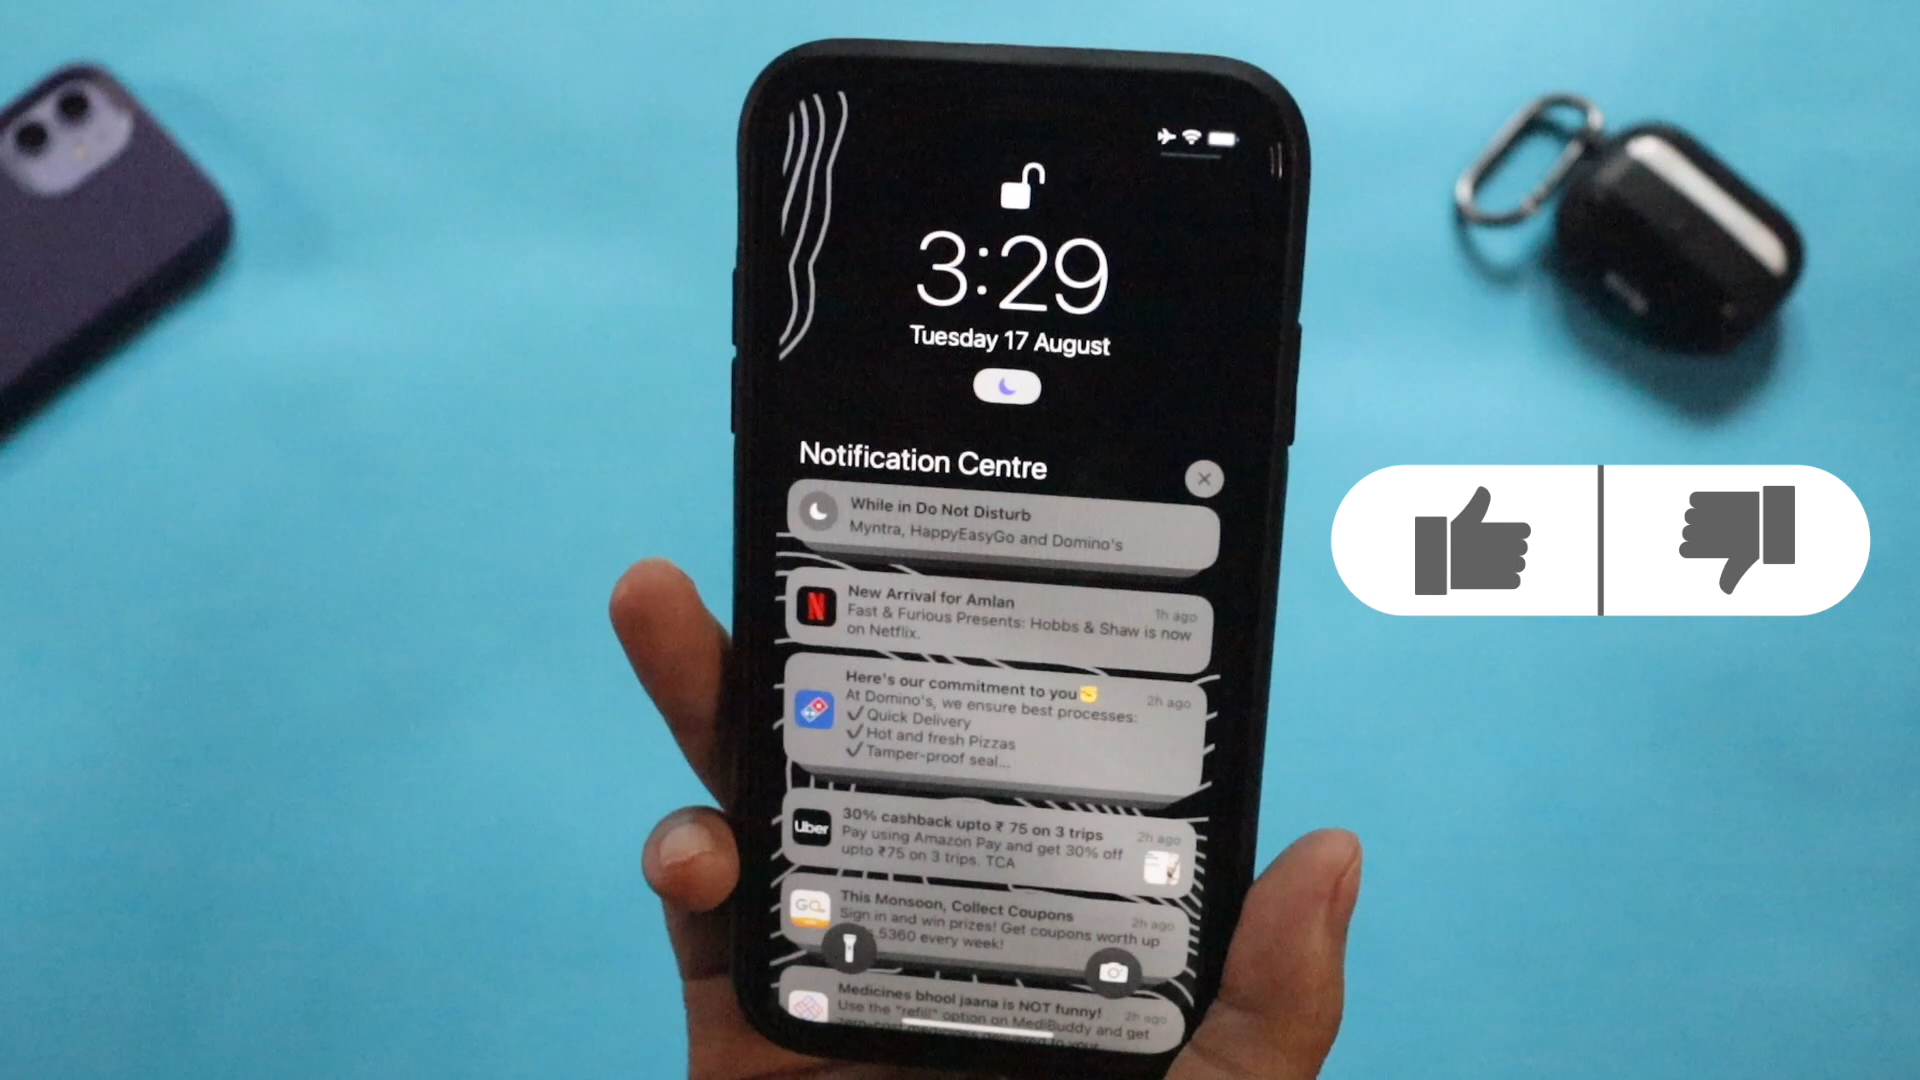 3:29
Tuesday 17 August
Notification Centre
While in Do Not Disturb
Myntra, HappyEasyGo and Domino's
New Arrival for Amlan
1h ago
Fast & Furious Presents: Hobbs & Shaw is now
on Netflix.
Here's our commitment to you✊
2h ago
At Domino's, we ensure best processes:
✓Quick Delivery
✓Hot and fresh Pizzas
✓Tamper-proof seal...
Uber
30% cashback upto ₹ 75 on 3 trips
2h ago
Pay using Amazon Pay and get 30% off
upto ₹75 on 3 trips. TCA
GO
This Monsoon, Collect Coupons
2h ago
Sign in and win prizes! Get coupons worth up
.5360 every week!
Medicines bhool jaana is NOT funny!
2h ago
Use the "refill" option on MediBuddy and get